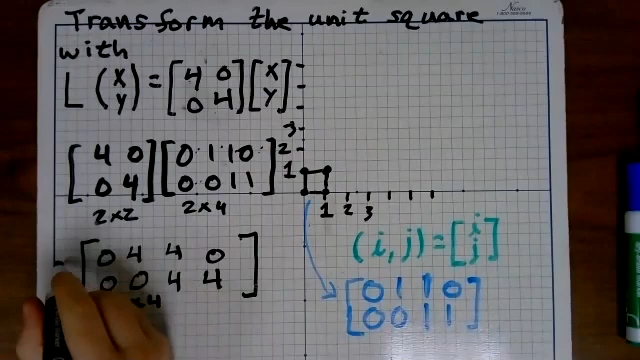 Transform the unit square
with
L (x y) = [4 0 0 4] [x y]
[4 0 0 4] [0 1 1 0 0 0 1 1]
2x2 2x4
[0 4 4 0 0 0 4 4]
x4
3
2
1
1 2 3
(i, j) = [i j]
[0 1 1 0 0 0 1 1]
Nasco